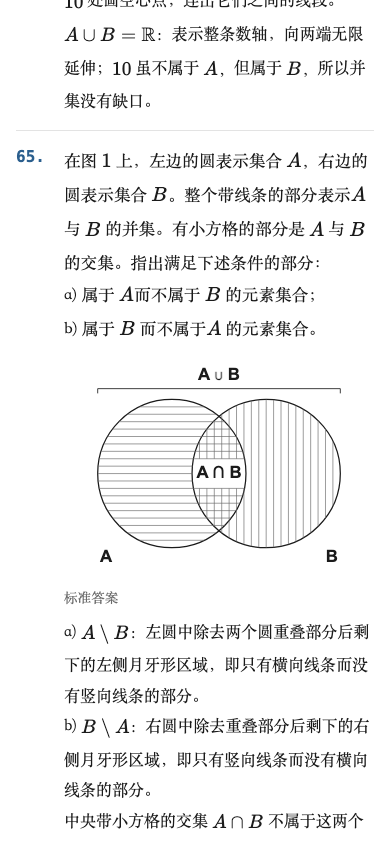 10 处画空心点，连出它们之间的线段。
A ∪ B = ℝ：表示整条数轴，向两端无限
延伸；10 虽不属于 A，但属于 B，所以并
集没有缺口。
65. 在图 1 上，左边的圆表示集合 A，右边的
圆表示集合 B。整个带线条的部分表示A
与 B 的并集。有小方格的部分是 A 与 B
的交集。指出满足下述条件的部分：
a) 属于 A而不属于 B 的元素集合；
b) 属于 B 而不属于A 的元素集合。
A ∪ B
A ∩ B
A B
标准答案
a) A \ B：左圆中除去两个圆重叠部分后剩
下的左侧月牙形区域，即只有横向线条而没
有竖向线条的部分。
b) B \ A：右圆中除去重叠部分后剩下的右
侧月牙形区域，即只有竖向线条而没有横向
线条的部分。
中央带小方格的交集 A ∩ B 不属于这两个